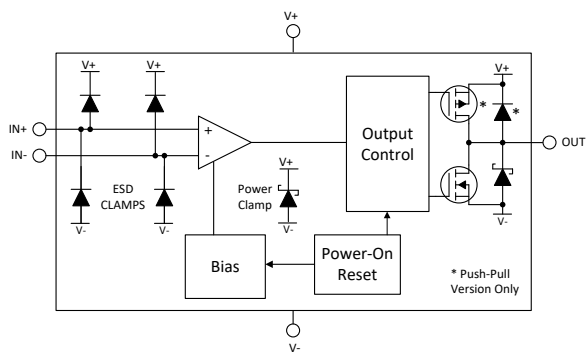 V+
V+
V+
V+
IN+
IN-
+
-
ESD
CLAMPS
V-
V-
Power
Clamp
V+
V-
Output
Control
*
*
OUT
V-
Bias
Power-On
Reset
* Push-Pull
Version Only
V-